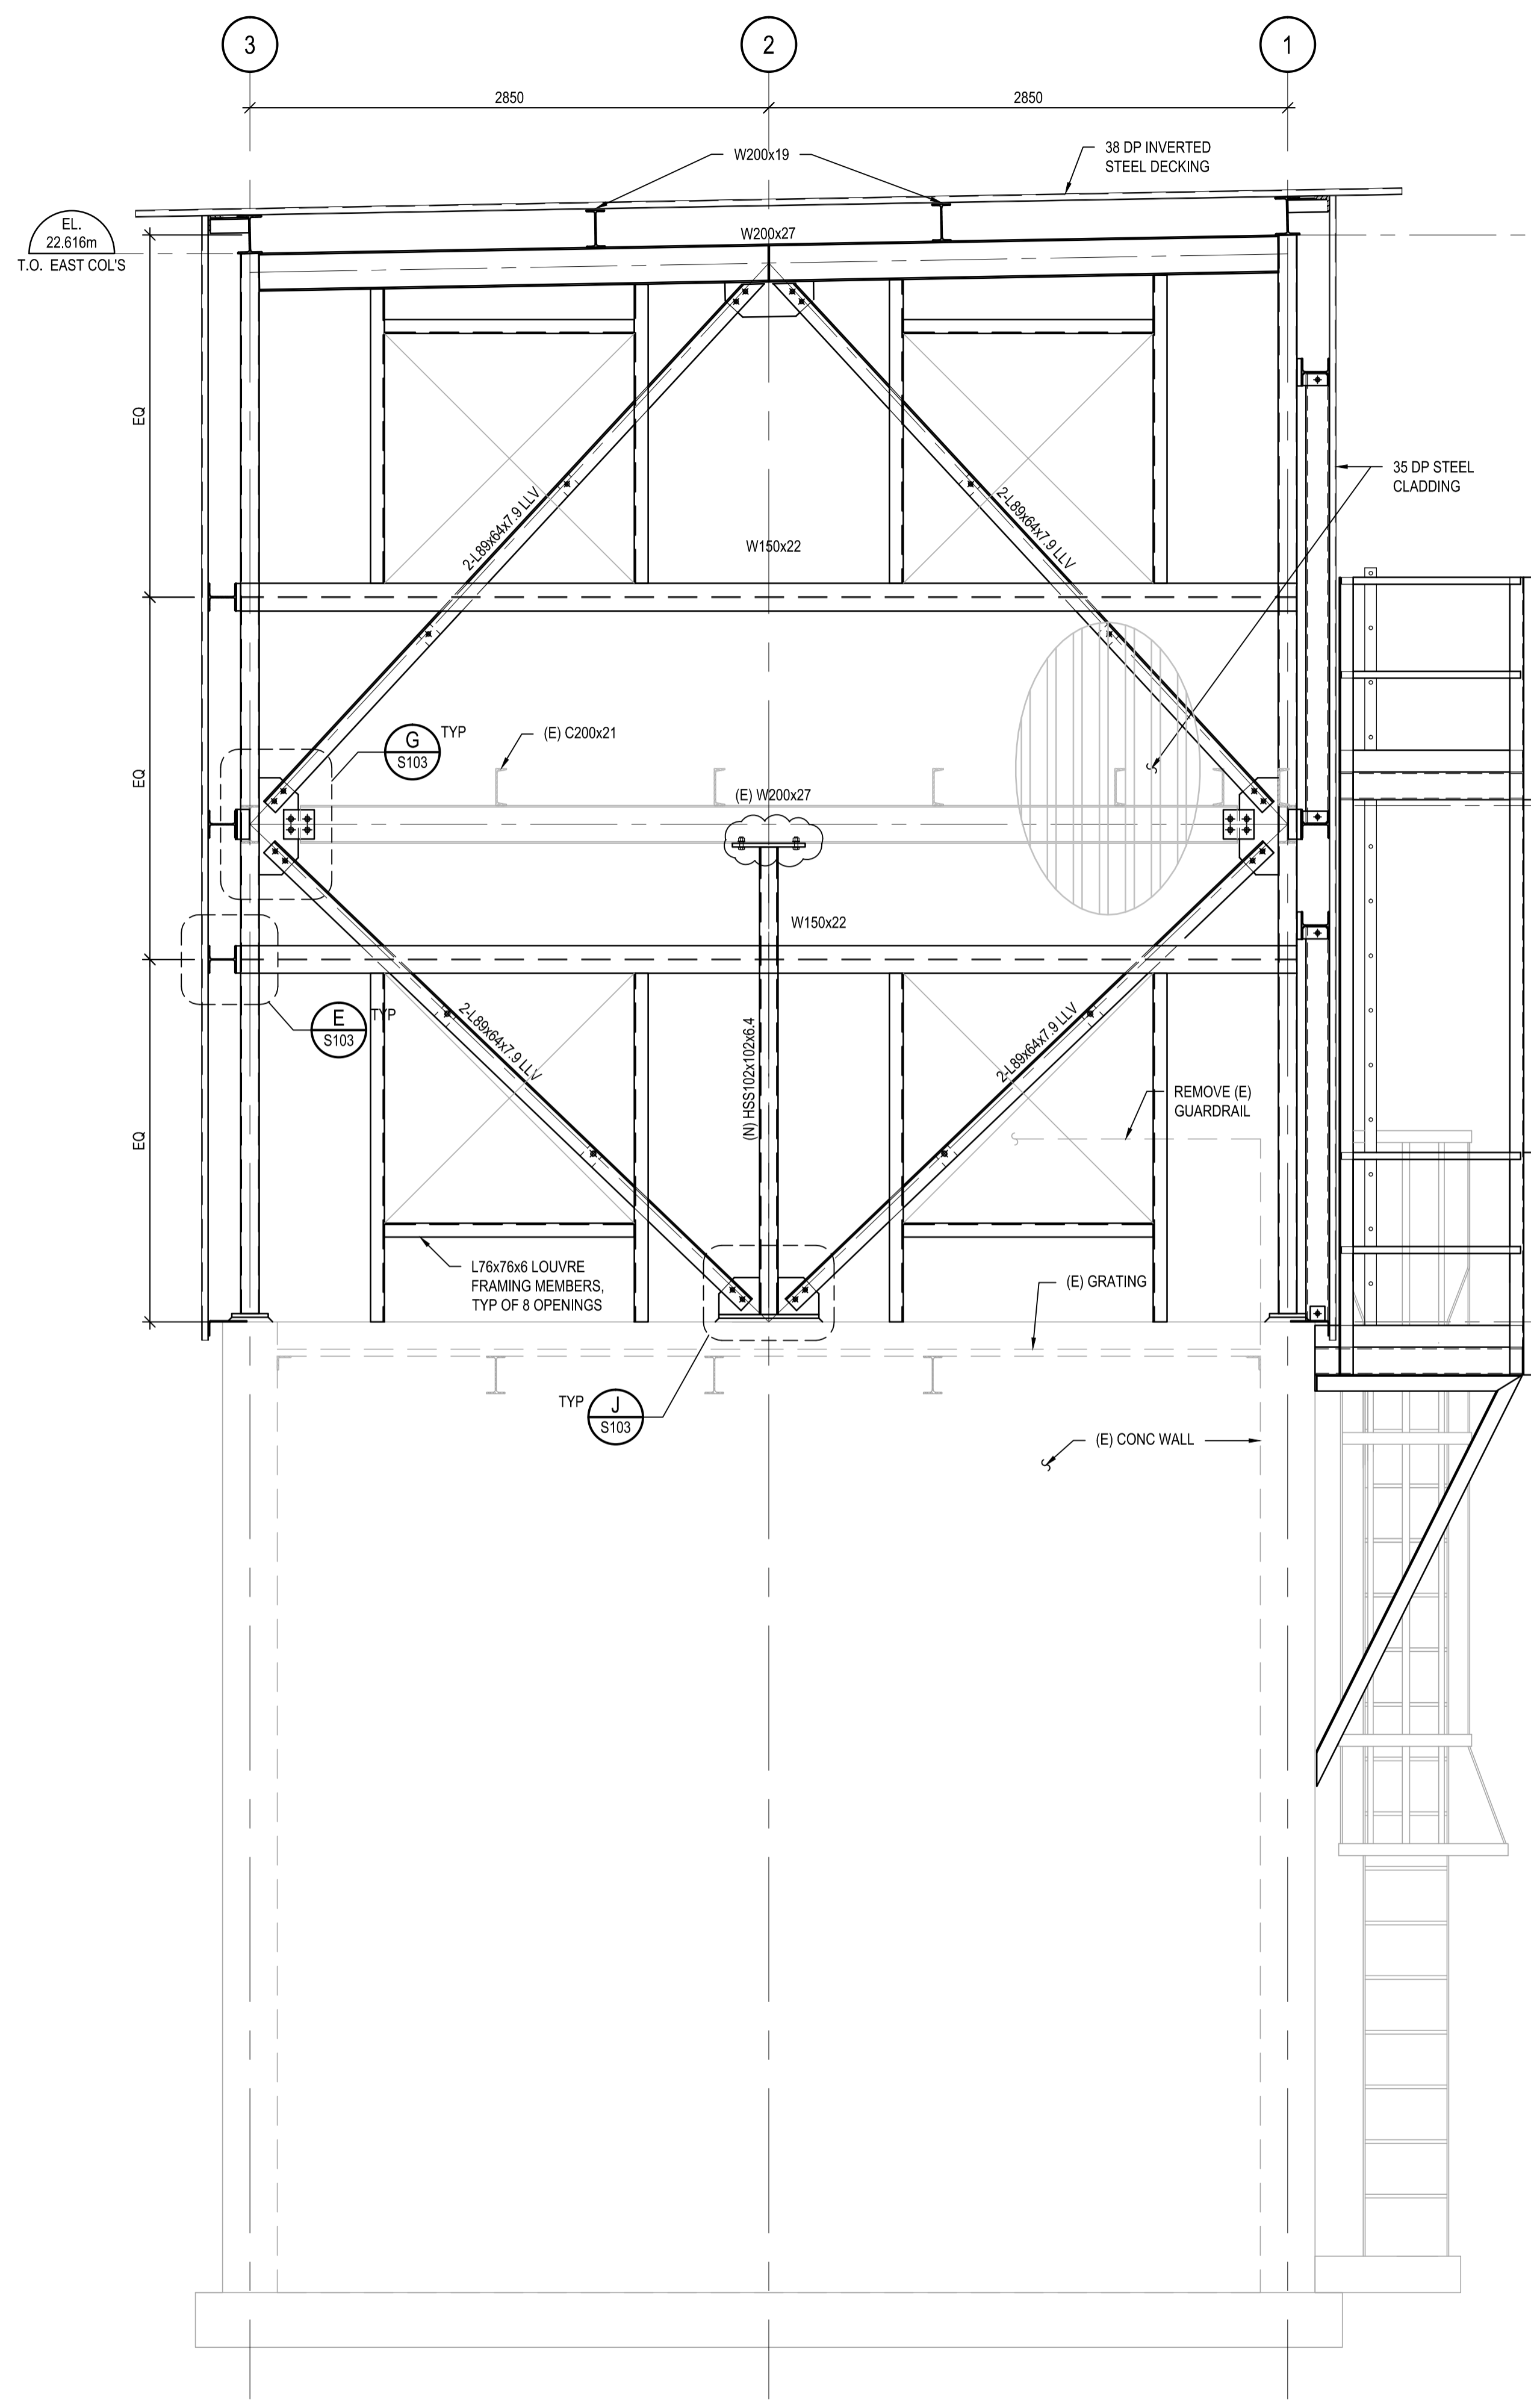 3
2
1
2850
2850
W200x19
38 DP INVERTED
STEEL DECKING
EL.
22.616m
T.O. EAST COL'S
W200x27
EQ
35 DP STEEL
CLADDING
2-L89x64x7.9 LLV
2-L89x64x7.9 LLV
W150x22
G
S103
TYP
(E) C200x21
EQ
(E) W200x27
W150x22
E
S103
TYP
2-L89x64x7.9 LLV
2-L89x64x7.9 LLV
(N) HSS102x102x6.4
EQ
REMOVE (E)
GUARDRAIL
L76x76x6 LOUVRE
FRAMING MEMBERS,
TYP OF 8 OPENINGS
(E) GRATING
TYP
J
S103
(E) CONC WALL